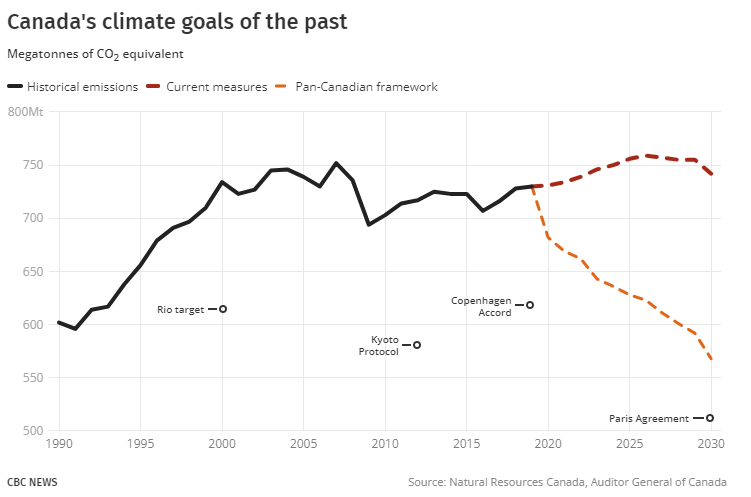 Canada's climate goals of the past
Megatonnes of CO₂ equivalent
Historical emissions Current measures Pan-Canadian framework
800Mt
750
700
650
600
550
500
Rio target
Kyoto
Protocol
Copenhagen
Accord
Paris Agreement
1990 1995 2000 2005 2010 2015 2020 2025 2030
CBC NEWS
Source: Natural Resources Canada, Auditor General of Canada